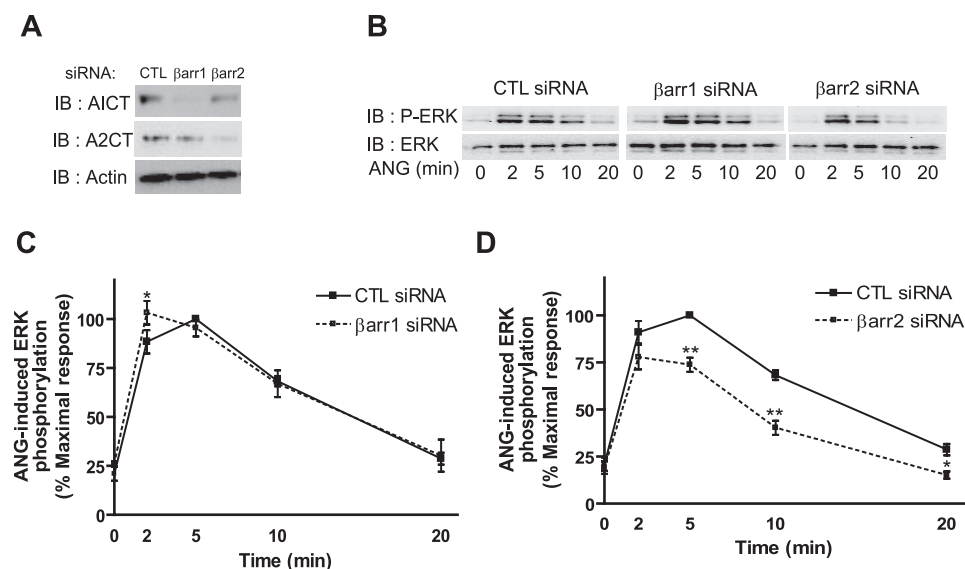 A
siRNA: CTL βarr1 βarr2
IB : AICT
IB : A2CT
IB : Actin
B
CTL siRNA βarr1 siRNA βarr2 siRNA
IB : P-ERK
IB : ERK
ANG (min) 0 2 5 10 20 0 2 5 10 20 0 2 5 10 20
C
ANG-induced ERK
phosphorylation
(% Maximal response)
100
75
50
25
0
*
CTL siRNA
βarr1 siRNA
0 2 5 10 20
Time (min)
D
ANG-induced ERK
phosphorylation
(% Maximal response)
100
75
50
25
0
**
**
*
CTL siRNA
βarr2 siRNA
0 2 5 10 20
Time (min)